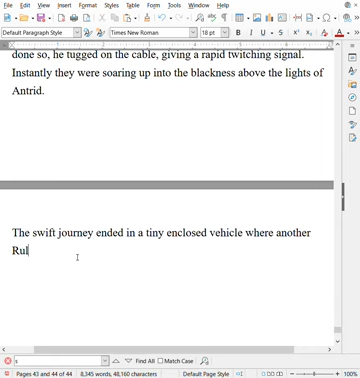 File Edit View Insert Format Styles Table Form Tools Window Help
Default Paragraph Style Times New Roman 18 pt B I U S X² X₂ A
done so, he tugged on the cable, giving a rapid twitching signal.
Instantly they were soaring up into the blackness above the lights of
Antrid.
The swift journey ended in a tiny enclosed vehicle where another
Rul
s Find All Match Case
Pages 43 and 44 of 44 8,345 words, 48,160 characters Default Page Style 100%